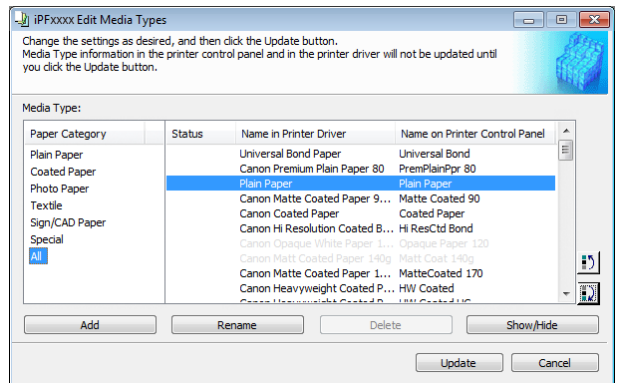 iPFxxxx Edit Media Types
Change the settings as desired, and then click the Update button.
Media Type information in the printer control panel and in the printer driver will not be updated until
you click the Update button.
Media Type:
Paper Category Status Name in Printer Driver Name on Printer Control Panel
Plain Paper
Coated Paper
Photo Paper
Textile
Sign/CAD Paper
Special
All
Universal Bond Paper Universal Bond
Canon Premium Plain Paper 80 PremPlainPpr 80
Plain Paper Plain Paper
Canon Matte Coated Paper 9... Matte Coated 90
Canon Coated Paper Coated Paper
Canon Hi Resolution Coated B... Hi ResCtd Bond
Canon Opaque White Paper 1... Opaque Paper 120
Canon Matt Coated Paper 140g Matt Coat 140g
Canon Matte Coated Paper 1... MatteCoated 170
Canon Heavyweight Coated P... HW Coated
Canon Heavyweight Coated P... HW Coated HG
Add Rename Delete Show/Hide
Update Cancel